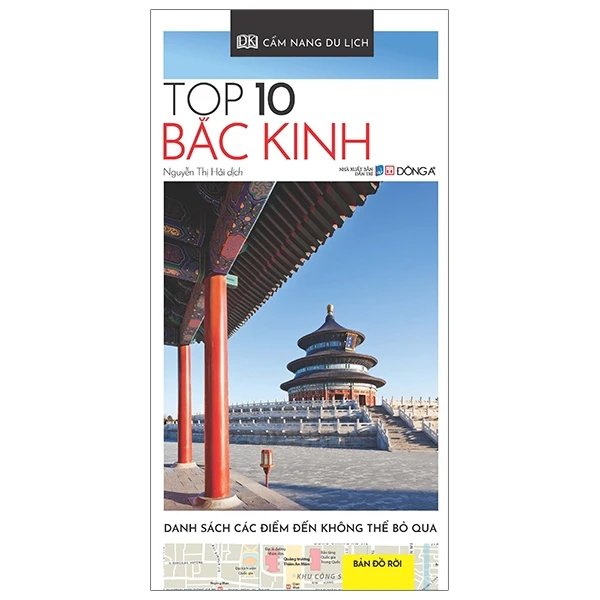 DK CẨM NANG DU LỊCH
TOP 10
BẮC KINH
Nguyễn Thị Hải dịch
NHÀ XUẤT BẢN
DÂN TRÍ
ĐÔNG A
DANH SÁCH CÁC ĐIỂM ĐẾN KHÔNG THỂ BỎ QUA
Quảng trường
Thiên An Môn
KHU CÔNG S
BẢN ĐỒ RỜI